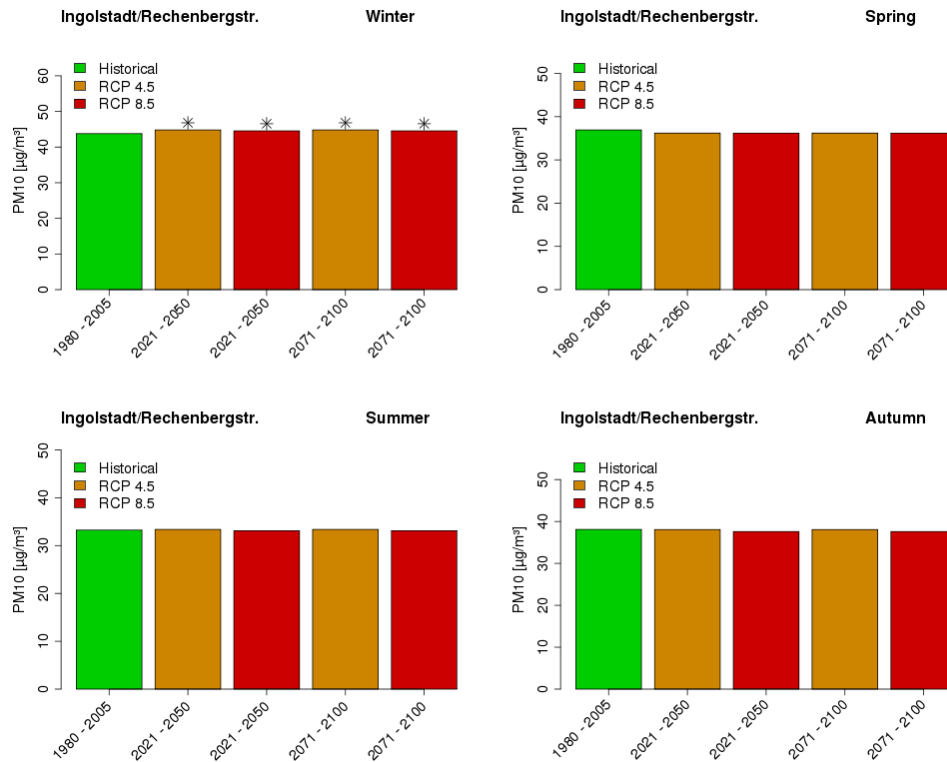 Ingolstadt/Rechenbergstr. Winter
Historical
RCP 4.5
RCP 8.5
PM10 [µg/m³]
0 10 20 30 40 50 60
1980 - 2005
2021 - 2050
2021 - 2050
2071 - 2100
2071 - 2100
Ingolstadt/Rechenbergstr. Spring
Historical
RCP 4.5
RCP 8.5
PM10 [µg/m³]
0 10 20 30 40 50
1980 - 2005
2021 - 2050
2021 - 2050
2071 - 2100
2071 - 2100
Ingolstadt/Rechenbergstr. Summer
Historical
RCP 4.5
RCP 8.5
PM10 [µg/m³]
0 10 20 30 40 50
1980 - 2005
2021 - 2050
2021 - 2050
2071 - 2100
2071 - 2100
Ingolstadt/Rechenbergstr. Autumn
Historical
RCP 4.5
RCP 8.5
PM10 [µg/m³]
0 10 20 30 40 50
1980 - 2005
2021 - 2050
2021 - 2050
2071 - 2100
2071 - 2100